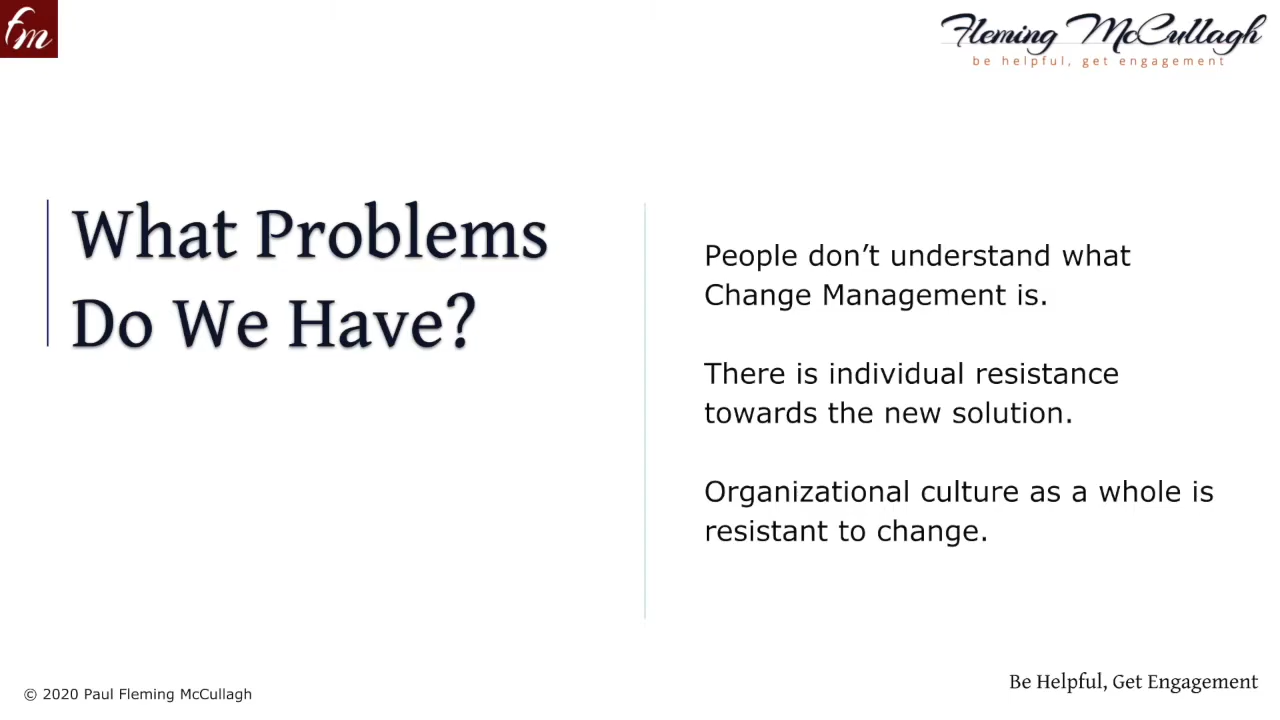 fm
Fleming McCullagh
be helpful, get engagement
What Problems
Do We Have?
People don’t understand what
Change Management is.
There is individual resistance
towards the new solution.
Organizational culture as a whole is
resistant to change.
© 2020 Paul Fleming McCullagh
Be Helpful, Get Engagement